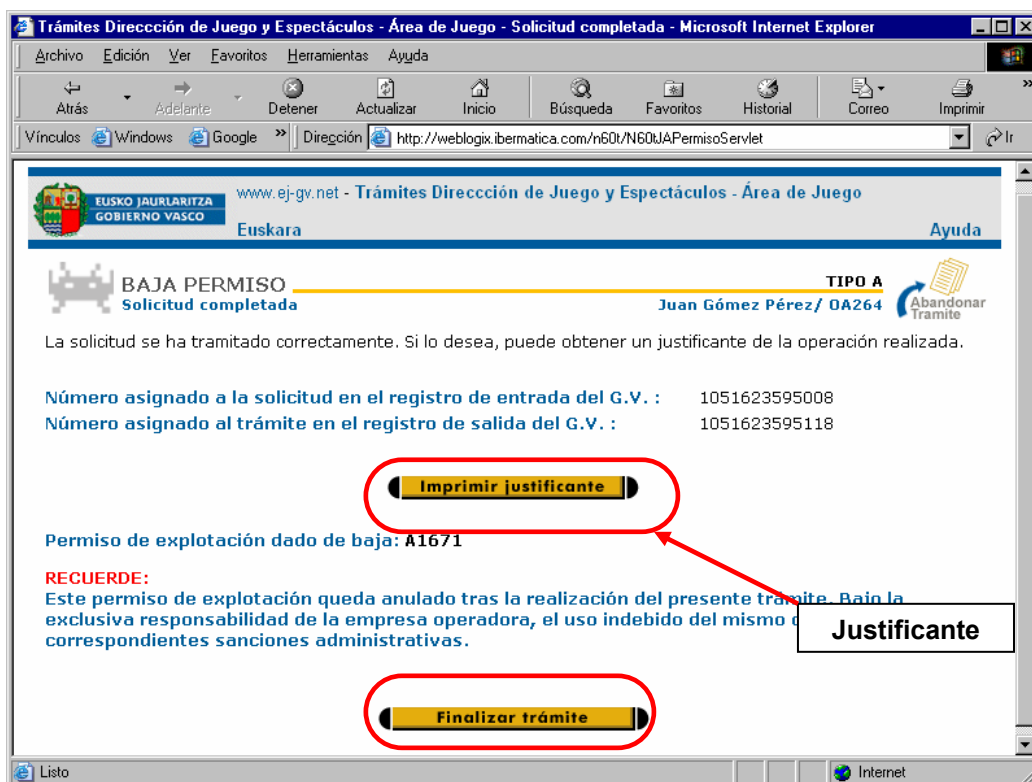 Trámites Direccción de Juego y Espectáculos - Área de Juego - Solicitud completada - Microsoft Internet Explorer
Archivo Edición Ver Favoritos Herramientas Ayuda
Atrás Adelante Detener Actualizar Inicio Búsqueda Favoritos Historial Correo Imprimir »
Vínculos Windows Google » Dirección http://weblogix.ibermatica.com/n60t/N60tJAPermisoServlet Ir
EUSKO JAURLARITZA
GOBIERNO VASCO
www.ej-gv.net - Trámites Direccción de Juego y Espectáculos - Área de Juego
Euskara Ayuda
BAJA PERMISO TIPO A
Solicitud completada Juan Gómez Pérez/ 0A264
Abandonar
Tramite
La solicitud se ha tramitado correctamente. Si lo desea, puede obtener un justificante de la operación realizada.
Número asignado a la solicitud en el registro de entrada del G.V. : 1051623595008
Número asignado al trámite en el registro de salida del G.V. : 1051623595118
Imprimir justificante
Permiso de explotación dado de baja: A1671
RECUERDE:
Este permiso de explotación queda anulado tras la realización del presente trámite. Bajo la
exclusiva responsabilidad de la empresa operadora, el uso indebido del mismo
correspondientes sanciones administrativas.
Justificante
Finalizar trámite
Listo Internet